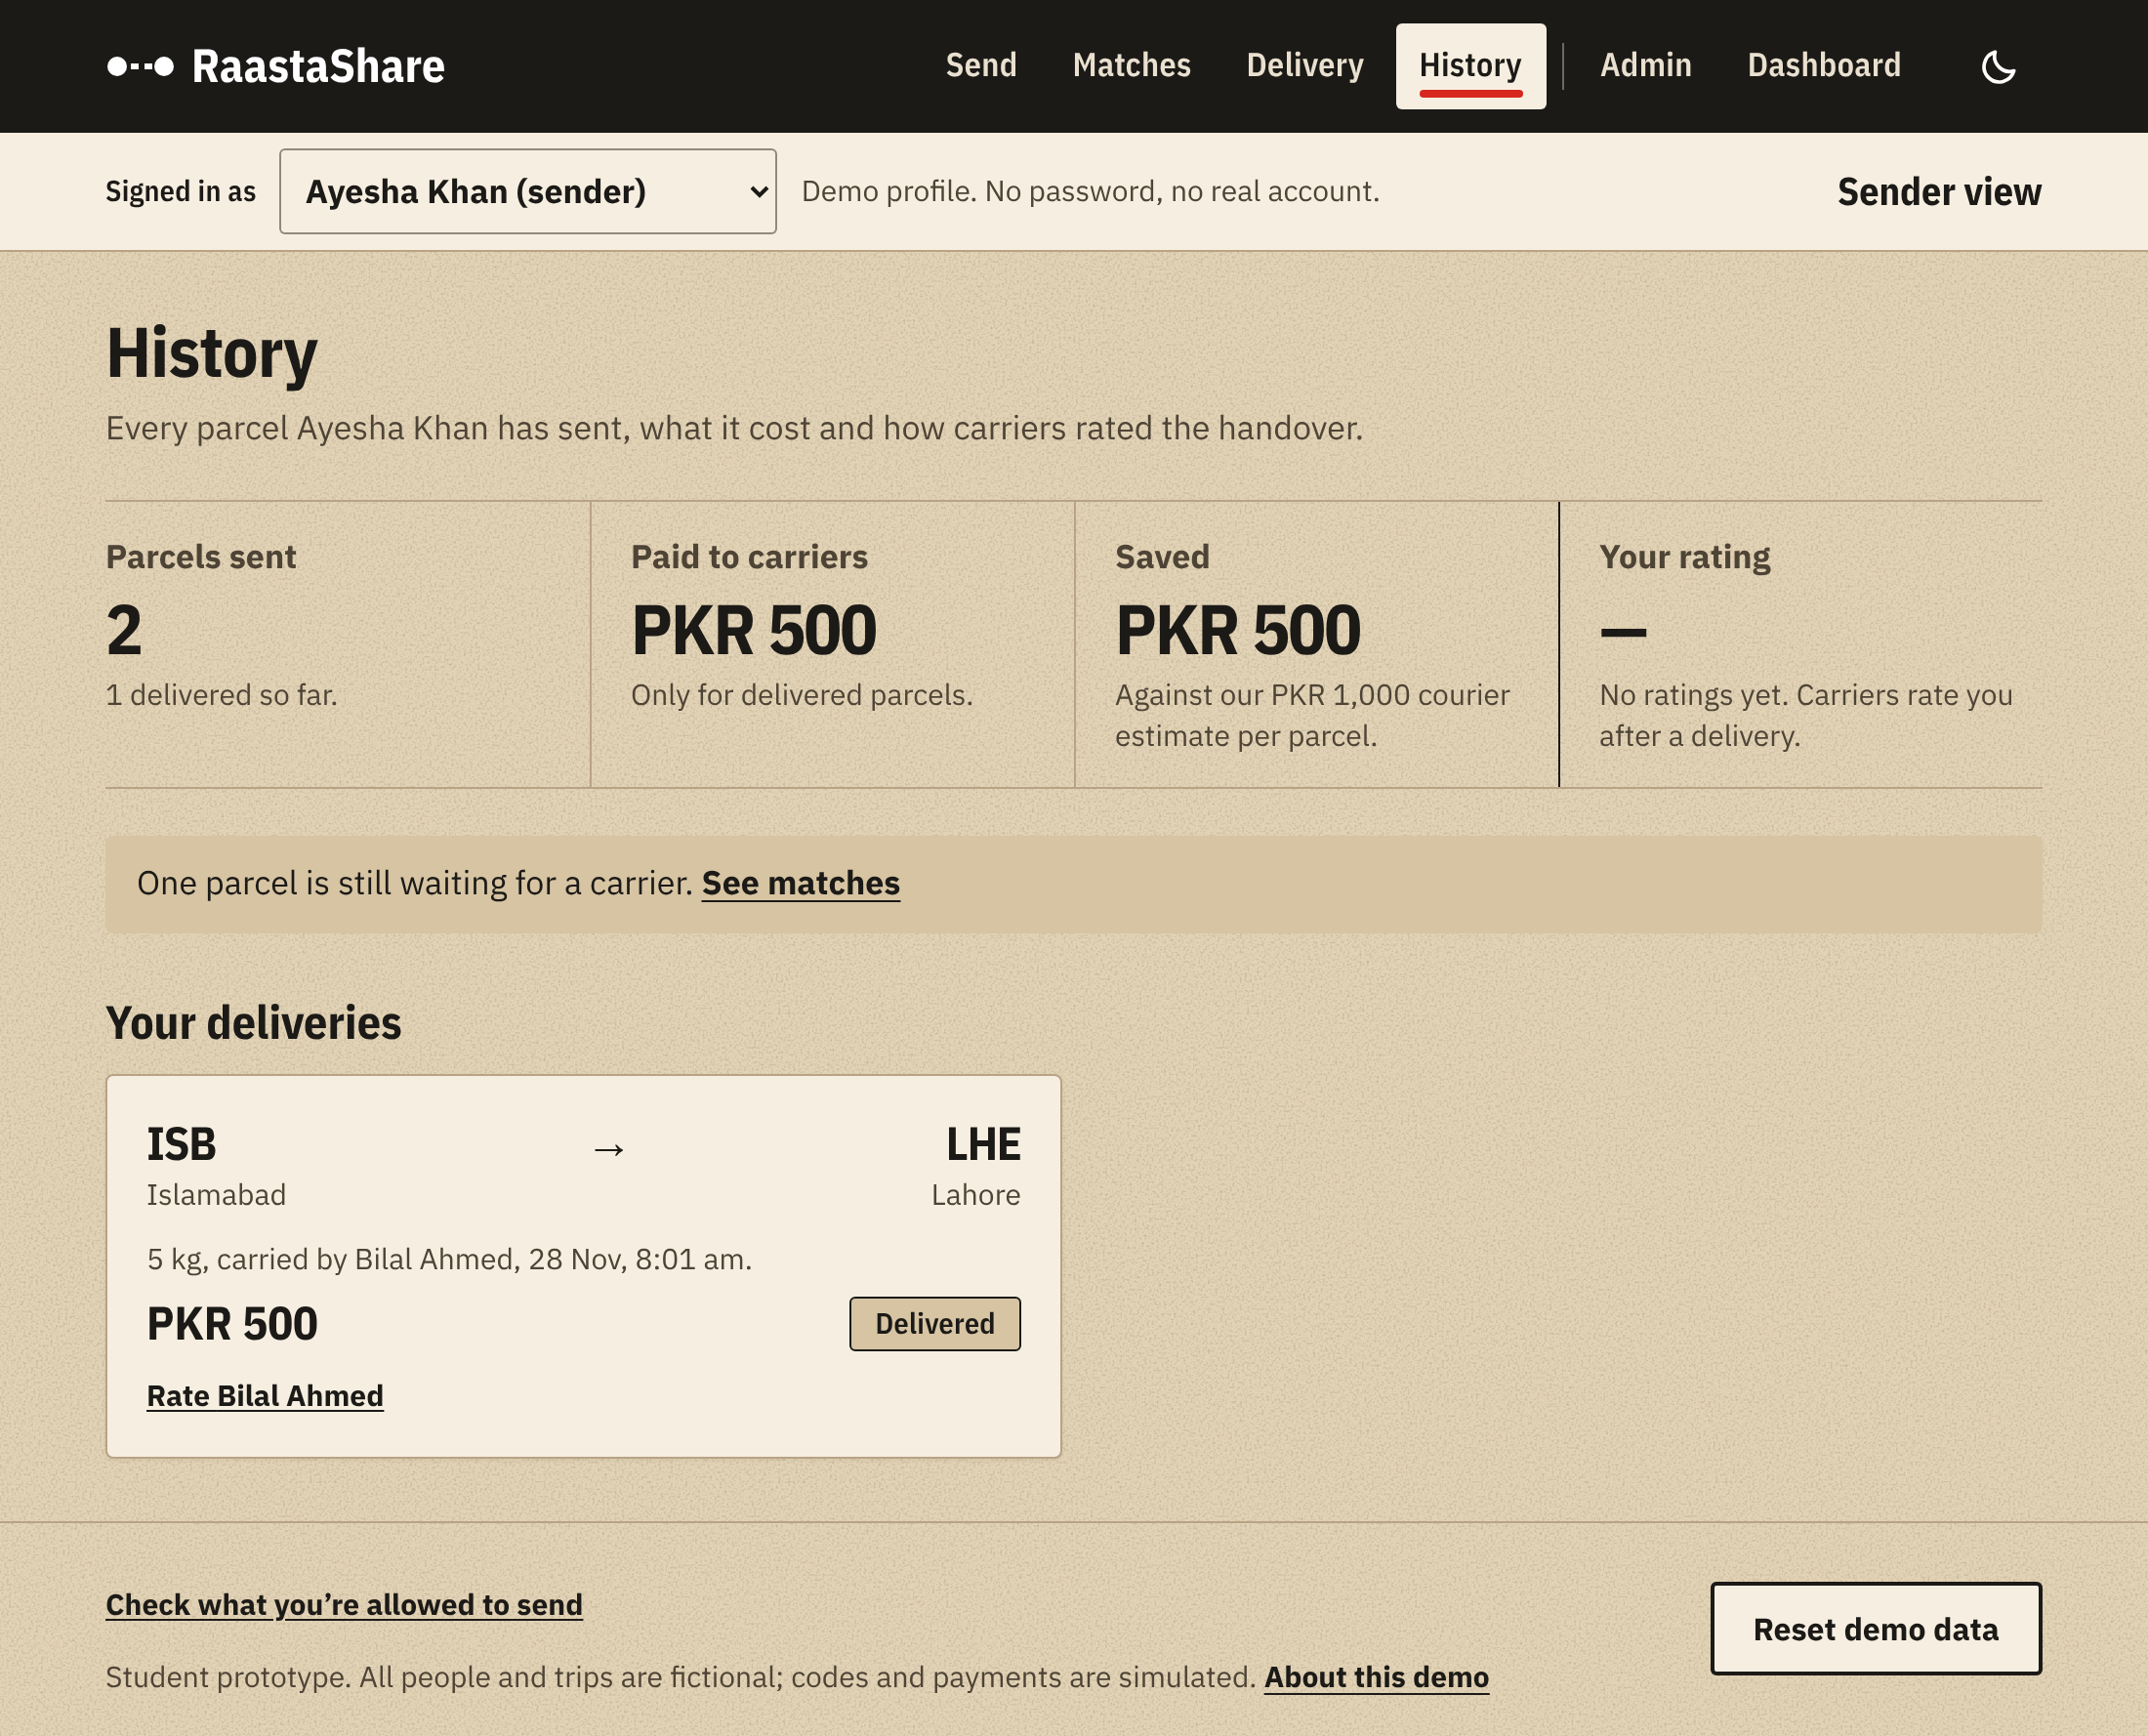 RaastaShare
Send Matches Delivery History Admin Dashboard
Signed in as Ayesha Khan (sender) Demo profile. No password, no real account. Sender view
History
Every parcel Ayesha Khan has sent, what it cost and how carriers rated the handover.
Parcels sent
2
1 delivered so far.
Paid to carriers
PKR 500
Only for delivered parcels.
Saved
PKR 500
Against our PKR 1,000 courier
estimate per parcel.
Your rating
—
No ratings yet. Carriers rate you
after a delivery.
One parcel is still waiting for a carrier. See matches
Your deliveries
ISB → LHE
Islamabad Lahore
5 kg, carried by Bilal Ahmed, 28 Nov, 8:01 am.
PKR 500 Delivered
Rate Bilal Ahmed
Check what you’re allowed to send
Reset demo data
Student prototype. All people and trips are fictional; codes and payments are simulated. About this demo